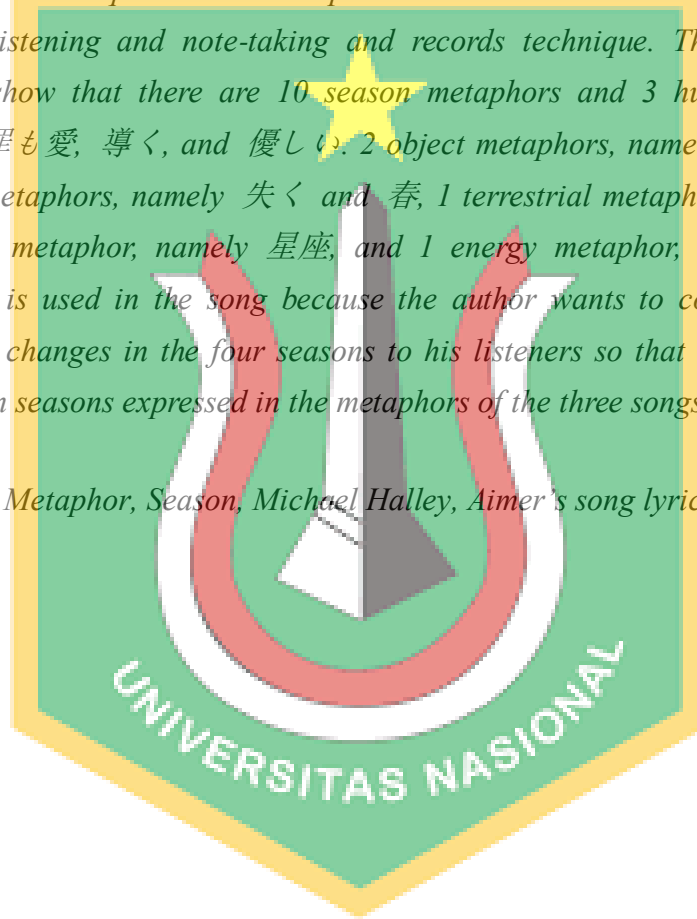 istening and note-taking and records technique. Th
how that there are 10 season metaphors and 3 hu
罪も愛, 導く, and 優しい. 2 object metaphors, name
etaphors, namely 失く and 春, 1 terrestrial metaph
metaphor, namely 星座, and 1 energy metaphor,
is used in the song because the author wants to co
changes in the four seasons to his listeners so that
n seasons expressed in the metaphors of the three songs
Metaphor, Season, Michael Halley, Aimer's song lyric
UNIVERSITAS NASIONAL